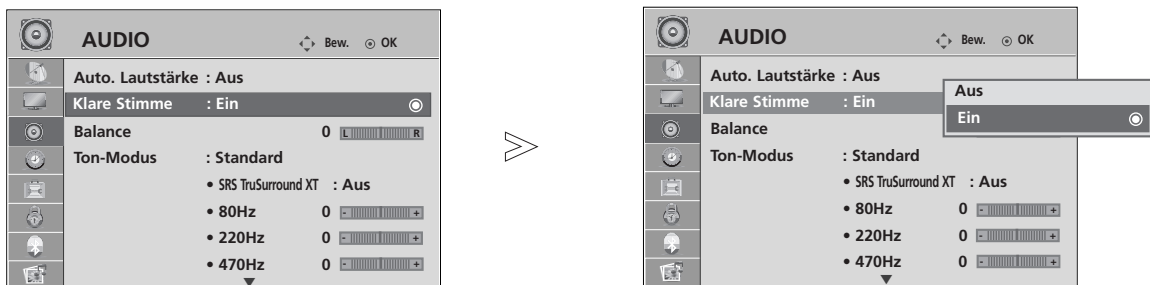 AUDIO Bew. OK
Auto. Lautstärke : Aus
Klare Stimme : Ein
Balance 0 L R
Ton-Modus : Standard
• SRS TruSurround XT : Aus
• 80Hz 0 - +
• 220Hz 0 - +
• 470Hz 0 - +
AUDIO Bew. OK
Auto. Lautstärke : Aus
Klare Stimme : Ein
Aus
Ein
Balance
Ton-Modus : Standard
• SRS TruSurround XT : Aus
• 80Hz 0 - +
• 220Hz 0 - +
• 470Hz 0 - +